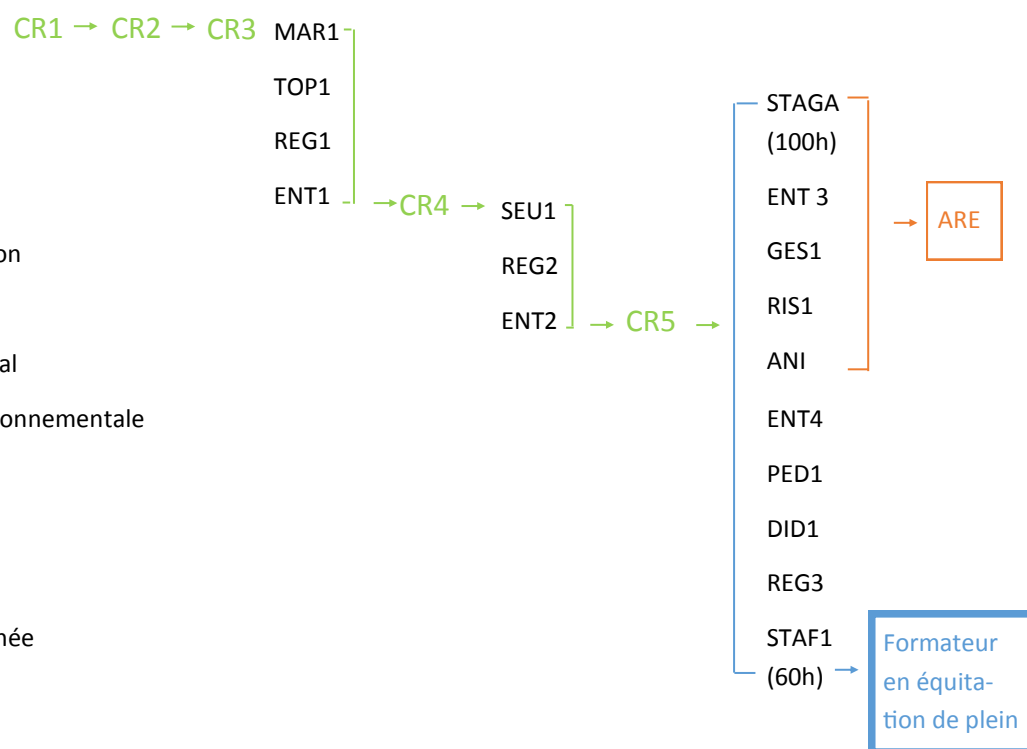 CR1 → CR2 → CR3 MAR1
TOP1
REG1
ENT1
→ CR4 → SEU1
REG2
ENT2
→ CR5 →
STAGA
(100h)
ENT 3
GES1
RIS1
ANI
→ ARE
ENT4
PED1
DID1
REG3
STAF1
(60h) →
Formateur
en équita-
tion de plein
on
al
onnementale
née